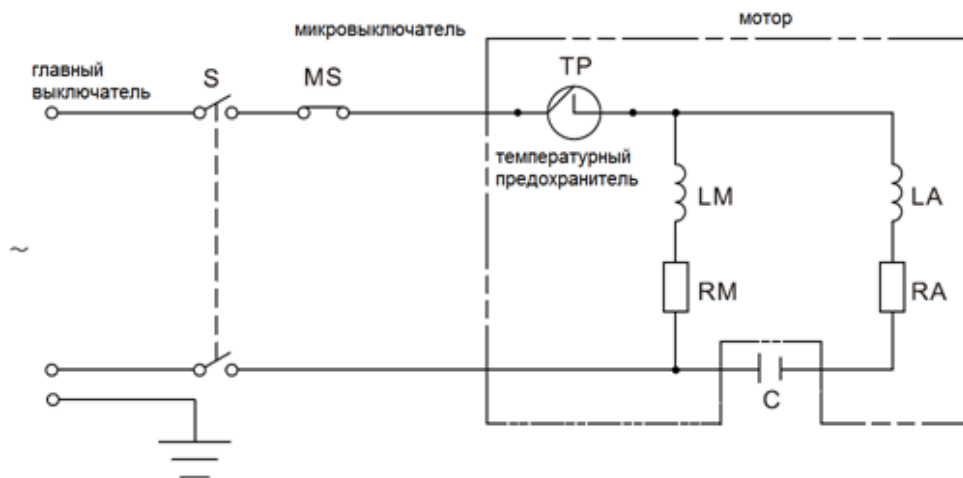 мотор
микровыключатель
главный
выключатель
S
MS
TP
температурный
предохранитель
LM
LA
~
RM
RA
C